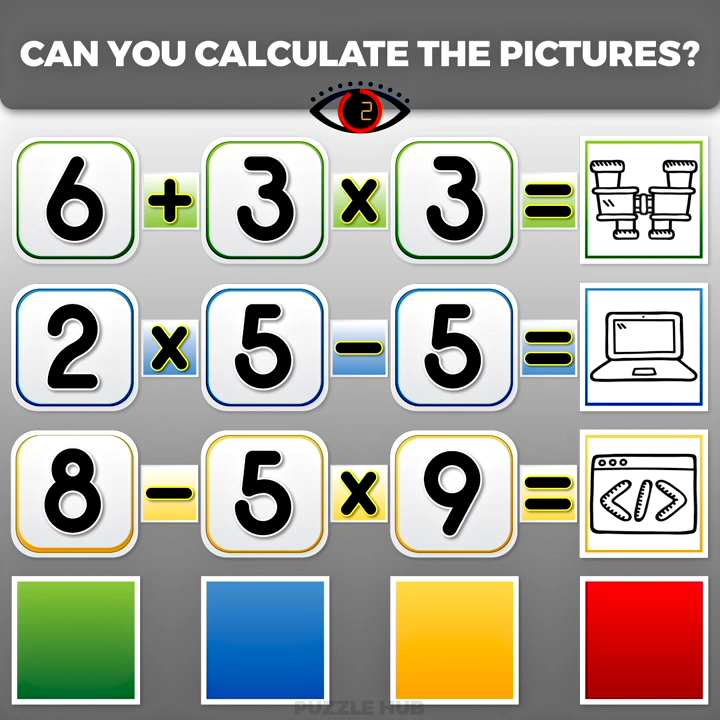 CAN YOU CALCULATE THE PICTURES?
2
6 + 3 x 3 =
2 x 5 - 5 =
8 - 5 x 9 =
</>
PUZZLE HUB